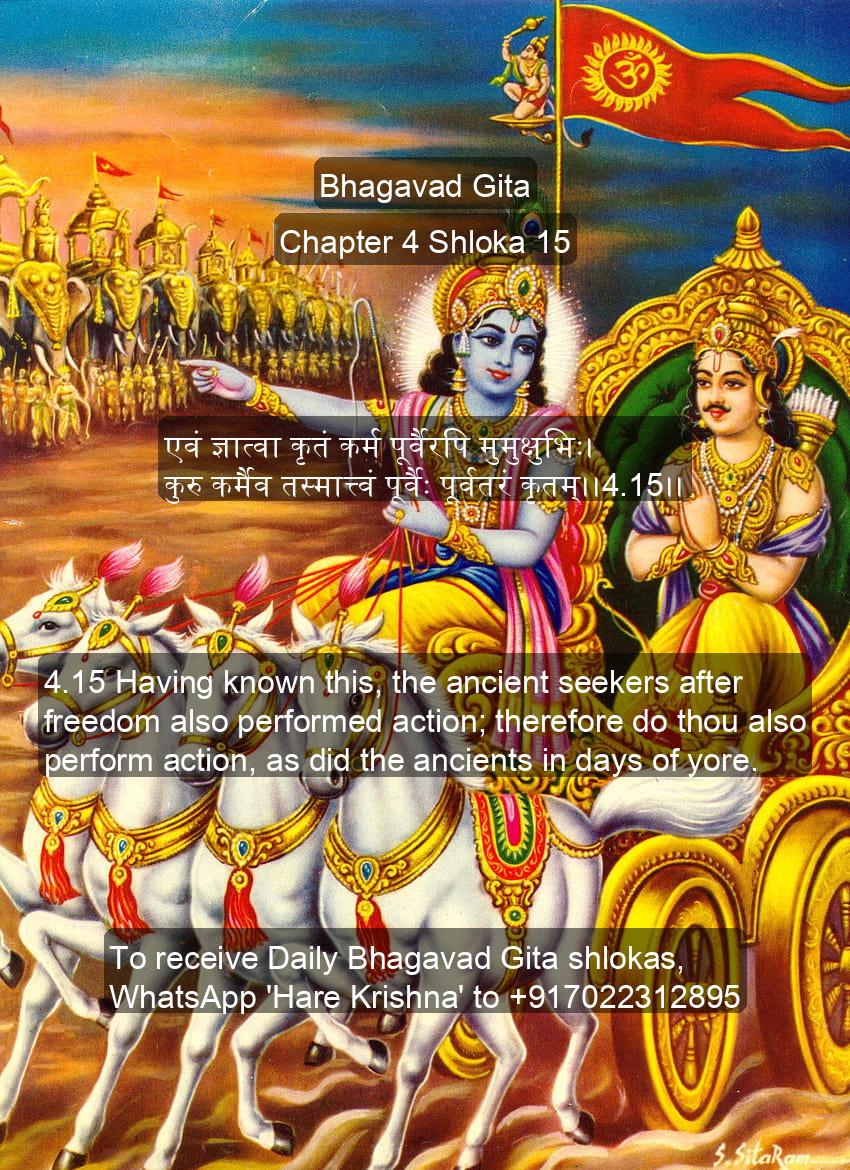 ॐ
Bhagavad Gita
Chapter 4 Shloka 15
एवं ज्ञात्वा कृतं कर्म पूर्वैरपि मुमुक्षुभिः।
कुरु कर्मैव तस्मात्त्वं पूर्वैः पूर्वतरं कृतम्।।4.15।।
4.15 Having known this, the ancient seekers after
freedom also performed action; therefore do thou also
perform action, as did the ancients in days of yore.
To receive Daily Bhagavad Gita shlokas,
WhatsApp 'Hare Krishna' to +917022312895
S. SitaRam